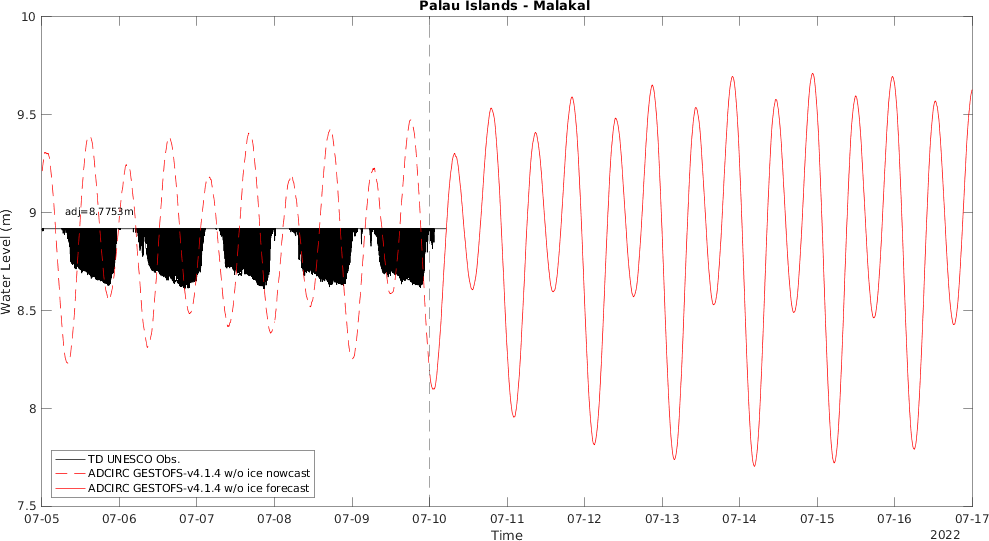 Palau Islands - Malakal
10
9.5
9
8.5
8
7.5
Water Level (m)
adj=8.7753m
TD UNESCO Obs.
ADCIRC GESTOFS-v4.1.4 w/o ice nowcast
ADCIRC GESTOFS-v4.1.4 w/o ice forecast
07-05 07-06 07-07 07-08 07-09 07-10 07-11 07-12 07-13 07-14 07-15 07-16 07-17
Time
2022